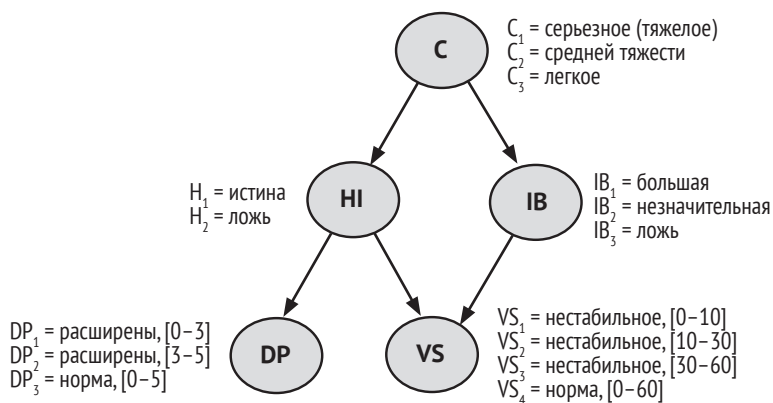 C
C₁ = серьезное (тяжелое)
C₂ = средней тяжести
C₃ = легкое
H₁ = истина
H₂ = ложь
HI
IB
IB₁ = большая
IB₂ = незначительная
IB₃ = ложь
DP₁ = расширены, [0–3]
DP₂ = расширены, [3–5]
DP₃ = норма, [0–5]
DP
VS
VS₁ = нестабильное, [0–10]
VS₂ = нестабильное, [10–30]
VS₃ = нестабильное, [30–60]
VS₄ = норма, [0–60]